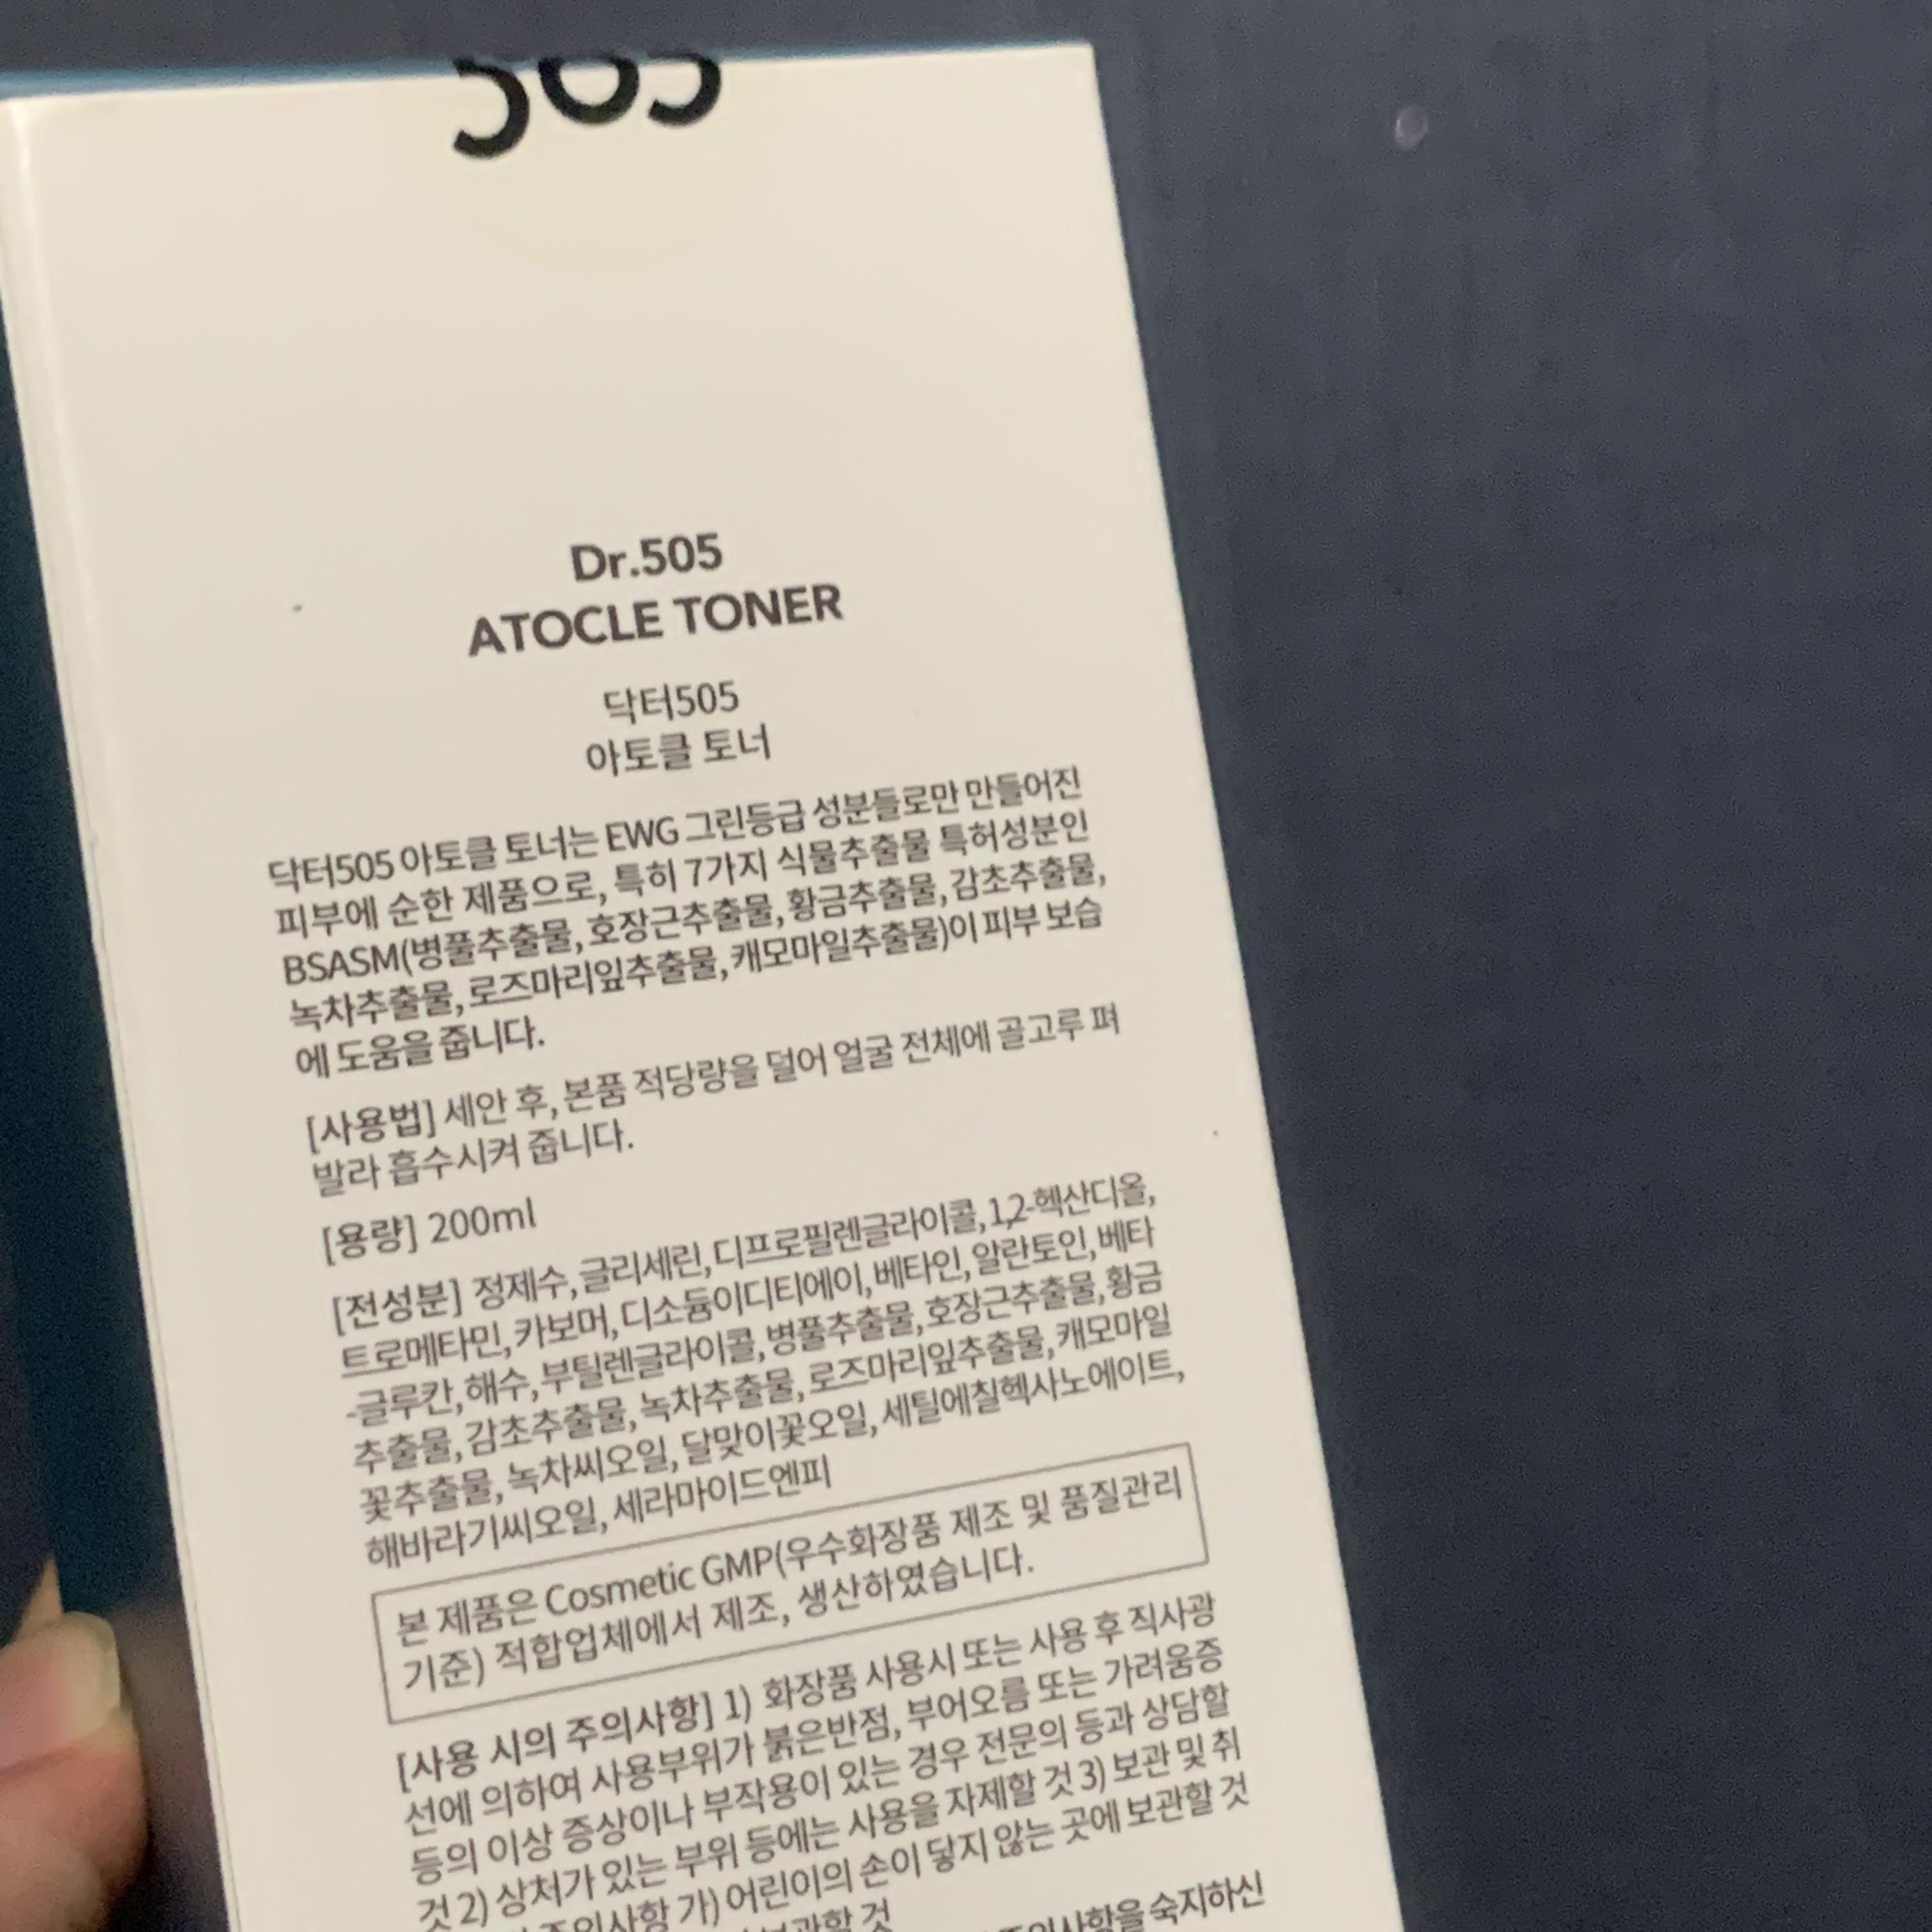 505
Dr.505
ATOCLE TONER
닥터505
아토클 토너
닥터505 아토클 토너는 EWG 그린등급 성분들로만 만들어진
피부에 순한 제품으로, 특히 7가지 식물추출물 특허성분인
BSASM(병풀추출물, 호장근추출물, 황금추출물, 감초추출물,
녹차추출물, 로즈마리잎추출물, 캐모마일추출물)이 피부 보습
에 도움을 줍니다.
[사용법] 세안 후, 본품 적당량을 덜어 얼굴 전체에 골고루 펴
발라 흡수시켜 줍니다.
[용량] 200ml
[전성분] 정제수, 글리세린, 디프로필렌글라이콜, 1,2-헥산디올,
트로메타민, 카보머, 디소듐이디티에이, 베타인, 알란토인, 베타
-글루칸, 해수, 부틸렌글라이콜, 병풀추출물, 호장근추출물, 황금
추출물, 감초추출물, 녹차추출물, 로즈마리잎추출물, 캐모마일
꽃추출물, 녹차씨오일, 달맞이꽃오일, 세틸에칠헥사노에이트,
해바라기씨오일, 세라마이드엔피
본 제품은 Cosmetic GMP(우수화장품 제조 및 품질관리
기준) 적합업체에서 제조, 생산하였습니다.
[사용 시의 주의사항] 1) 화장품 사용시 또는 사용 후 직사광
선에 의하여 사용부위가 붉은반점, 부어오름 또는 가려움증
등의 이상 증상이나 부작용이 있는 경우 전문의 등과 상담할
것 2) 상처가 있는 부위 등에는 사용을 자제할 것 3) 보관 및 취
주의사항 가) 어린이의 손이 닿지 않는 곳에 보관할 것
보관할 것
주의사항을 숙지하신